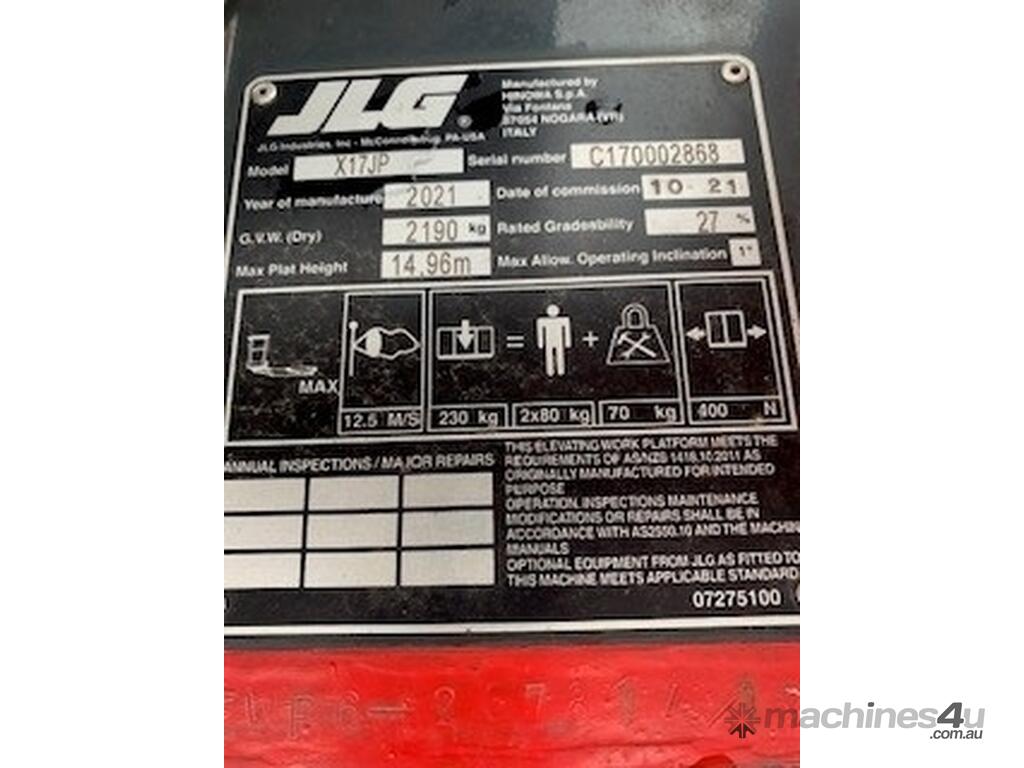 JLG
®
Manufactured by
HINOWA S.p.A.
Via Fontana
37054 NOGARA (VR)
ITALY
JLG Industries, Inc - McConnellsburg, PA-USA
Model X17JP Serial number C170002868
Year of manufacture 2021 Date of commission 10-21
G.V.W. (Dry) 2190 kg Rated Gradesbility 27 %
Max Plat Height 14,96m Max Allow. Operating Inclination 1°
= +
MAX
12.5 M/S 230 kg 2x80 kg 70 kg 400 N
ANNUAL INSPECTIONS / MAJOR REPAIRS
THIS ELEVATING WORK PLATFORM MEETS THE
REQUIREMENTS OF AS/NZS 1418.10:2011 AS
ORIGINALLY MANUFACTURED FOR INTENDED
PURPOSE
OPERATION, INSPECTIONS MAINTENANCE
MODIFICATIONS OR REPAIRS SHALL BE IN
ACCORDANCE WITH AS2550.10 AND THE MACHIN
MANUALS
OPTIONAL EQUIPMENT FROM JLG AS FITTED TO
THIS MACHINE MEETS APPLICABLE STANDARD
07275100
machines4u
.com.au